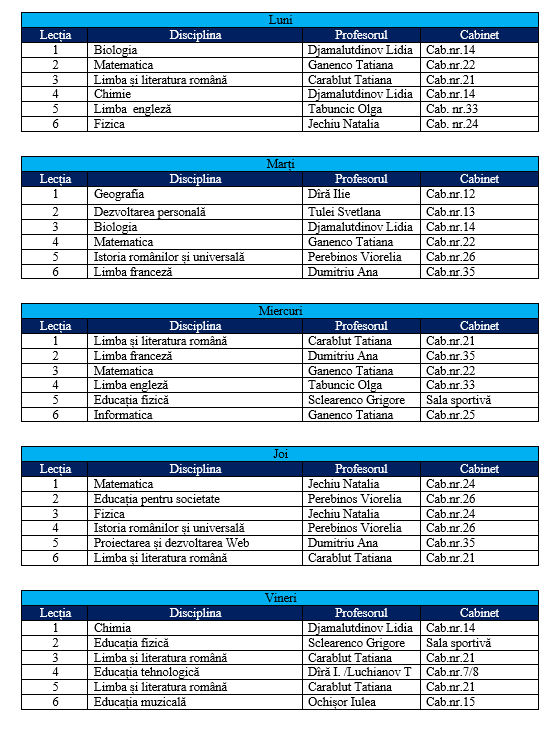 Luni
Lecția Disciplina Profesorul Cabinet
1 Biologia Djamalutdinov Lidia Cab.nr.14
2 Matematica Ganenco Tatiana Cab.nr.22
3 Limba și literatura română Carablut Tatiana Cab.nr.21
4 Chimie Djamalutdinov Lidia Cab.nr.14
5 Limba engleză Tabuncic Olga Cab. nr.33
6 Fizica Jechiu Natalia Cab. nr.24
Marți
Lecția Disciplina Profesorul Cabinet
1 Geografia Dîră Ilie Cab.nr.12
2 Dezvoltarea personală Tulei Svetlana Cab.nr.13
3 Biologia Djamalutdinov Lidia Cab.nr.14
4 Matematica Ganenco Tatiana Cab.nr.22
5 Istoria românilor și universală Perebinos Viorelia Cab.nr.26
6 Limba franceză Dumitriu Ana Cab.nr.35
Miercuri
Lecția Disciplina Profesorul Cabinet
1 Limba și literatura română Carablut Tatiana Cab.nr.21
2 Limba franceză Dumitriu Ana Cab.nr.35
3 Matematica Ganenco Tatiana Cab.nr.22
4 Limba engleză Tabuncic Olga Cab.nr.33
5 Educația fizică Sclearenco Grigore Sala sportivă
6 Informatica Ganenco Tatiana Cab.nr.25
Joi
Lecția Disciplina Profesorul Cabinet
1 Matematica Jechiu Natalia Cab.nr.24
2 Educația pentru societate Perebinos Viorelia Cab.nr.26
3 Fizica Jechiu Natalia Cab.nr.24
4 Istoria românilor și universală Perebinos Viorelia Cab.nr.26
5 Proiectarea și dezvoltarea Web Dumitriu Ana Cab.nr.35
6 Limba și literatura română Carablut Tatiana Cab.nr.21
Vineri
Lecția Disciplina Profesorul Cabinet
1 Chimia Djamalutdinov Lidia Cab.nr.14
2 Educația fizică Sclearenco Grigore Sala sportivă
3 Limba și literatura română Carablut Tatiana Cab.nr.21
4 Educația tehnologică Dîră I. /Luchianov T Cab.nr.7/8
5 Limba și literatura română Carablut Tatiana Cab.nr.21
6 Educația muzicală Ochișor Iulea Cab.nr.15